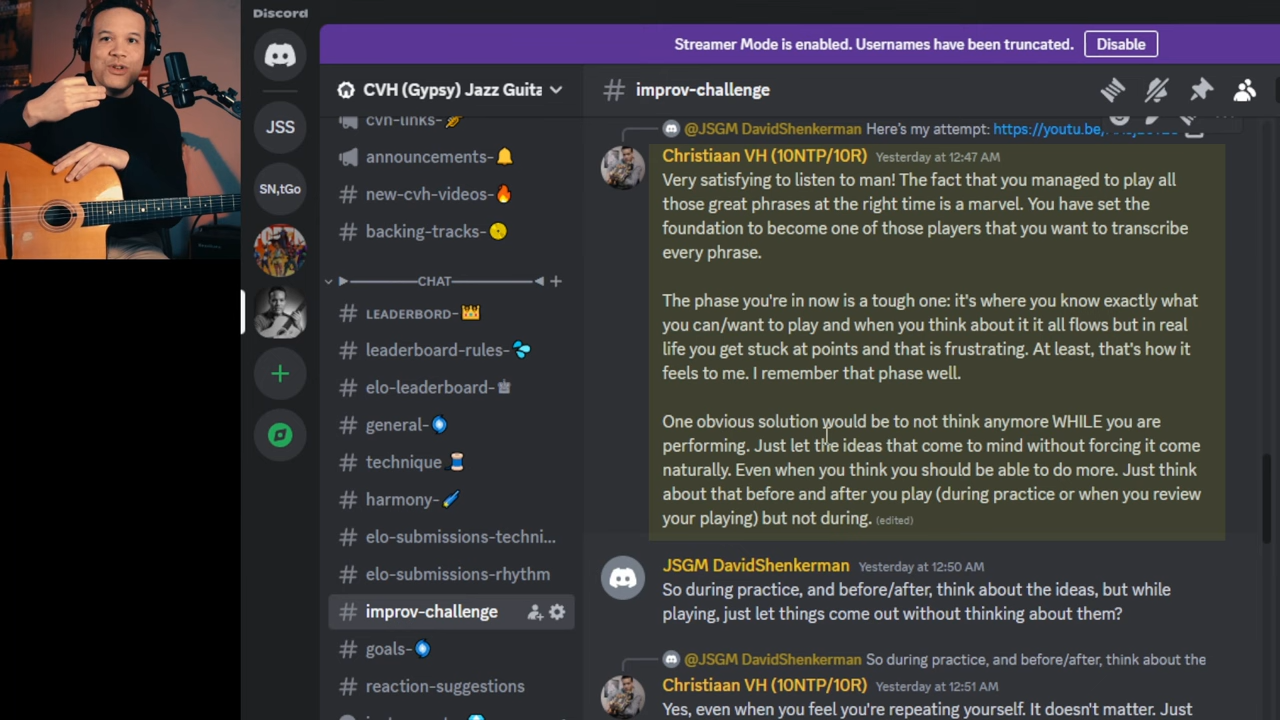 Discord
Streamer Mode is enabled. Usernames have been truncated.
Disable
JSS
SN,tGo
CVH (Gypsy) Jazz Guita
cvh-links-
announcements-
new-cvh-videos-
backing-tracks-
CHAT
LEADERBORD-
leaderboard-rules-
elo-leaderboard-
general-
technique
harmony-
elo-submissions-techni...
elo-submissions-rhythm
improv-challenge
goals-
reaction-suggestions
improv-challenge
@JSGM DavidShenkerman Here's my attempt: https://youtu.be/
Christiaan VH (10NTP/10R) Yesterday at 12:47 AM
Very satisfying to listen to man! The fact that you managed to play all
those great phrases at the right time is a marvel. You have set the
foundation to become one of those players that you want to transcribe
every phrase.
The phase you're in now is a tough one: it's where you know exactly what
you can/want to play and when you think about it it all flows but in real
life you get stuck at points and that is frustrating. At least, that's how it
feels to me. I remember that phase well.
One obvious solution would be to not think anymore WHILE you are
performing. Just let the ideas that come to mind without forcing it come
naturally. Even when you think you should be able to do more. Just think
about that before and after you play (during practice or when you review
your playing) but not during. (edited)
JSGM DavidShenkerman Yesterday at 12:50 AM
So during practice, and before/after, think about the ideas, but while
playing, just let things come out without thinking about them?
@JSGM DavidShenkerman So during practice, and before/after, think about the
Christiaan VH (10NTP/10R) Yesterday at 12:51 AM
Yes, even when you feel you're repeating yourself. It doesn't matter. Just